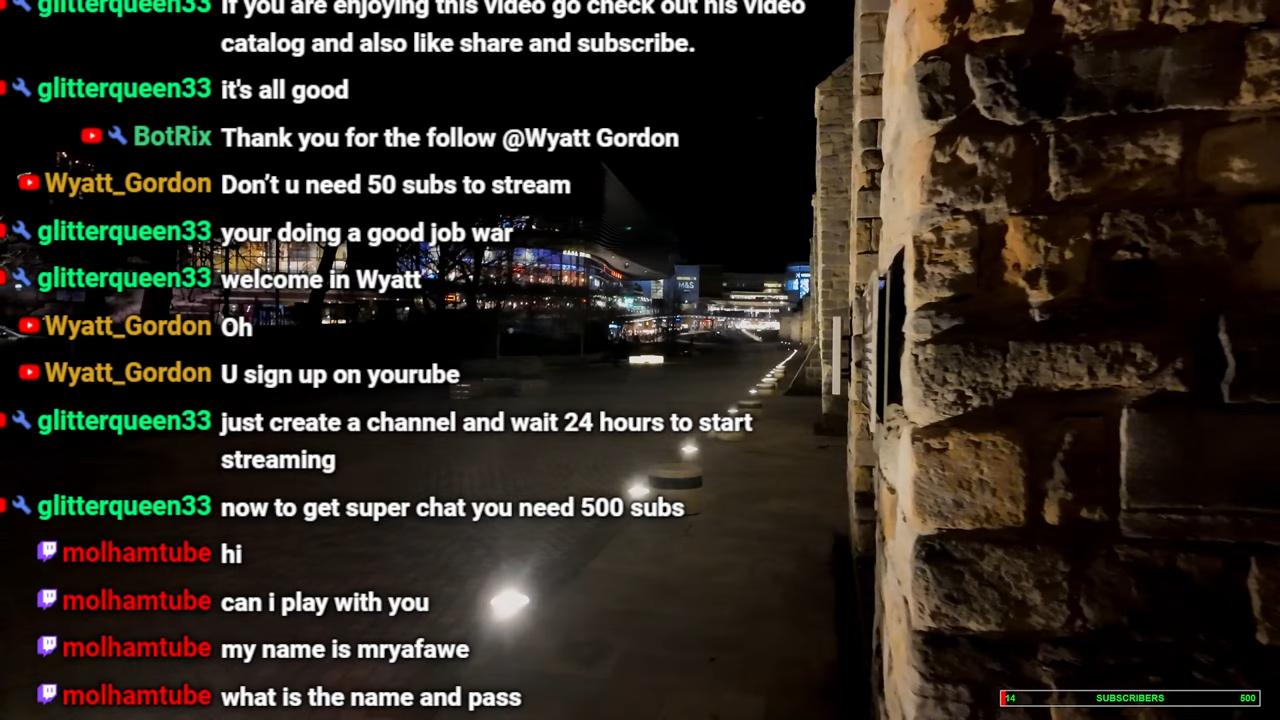 glitterqueen33 If you are enjoying this video go check out his video
catalog and also like share and subscribe.
glitterqueen33 it's all good
BotRix Thank you for the follow @Wyatt Gordon
Wyatt_Gordon Don't u need 50 subs to stream
glitterqueen33 your doing a good job war
glitterqueen33 welcome in Wyatt
Wyatt_Gordon Oh
Wyatt_Gordon U sign up on yourube
glitterqueen33 just create a channel and wait 24 hours to start
streaming
glitterqueen33 now to get super chat you need 500 subs
molhamtube hi
molhamtube can i play with you
molhamtube my name is mryafawe
molhamtube what is the name and pass
M&S
14 SUBSCRIBERS 500